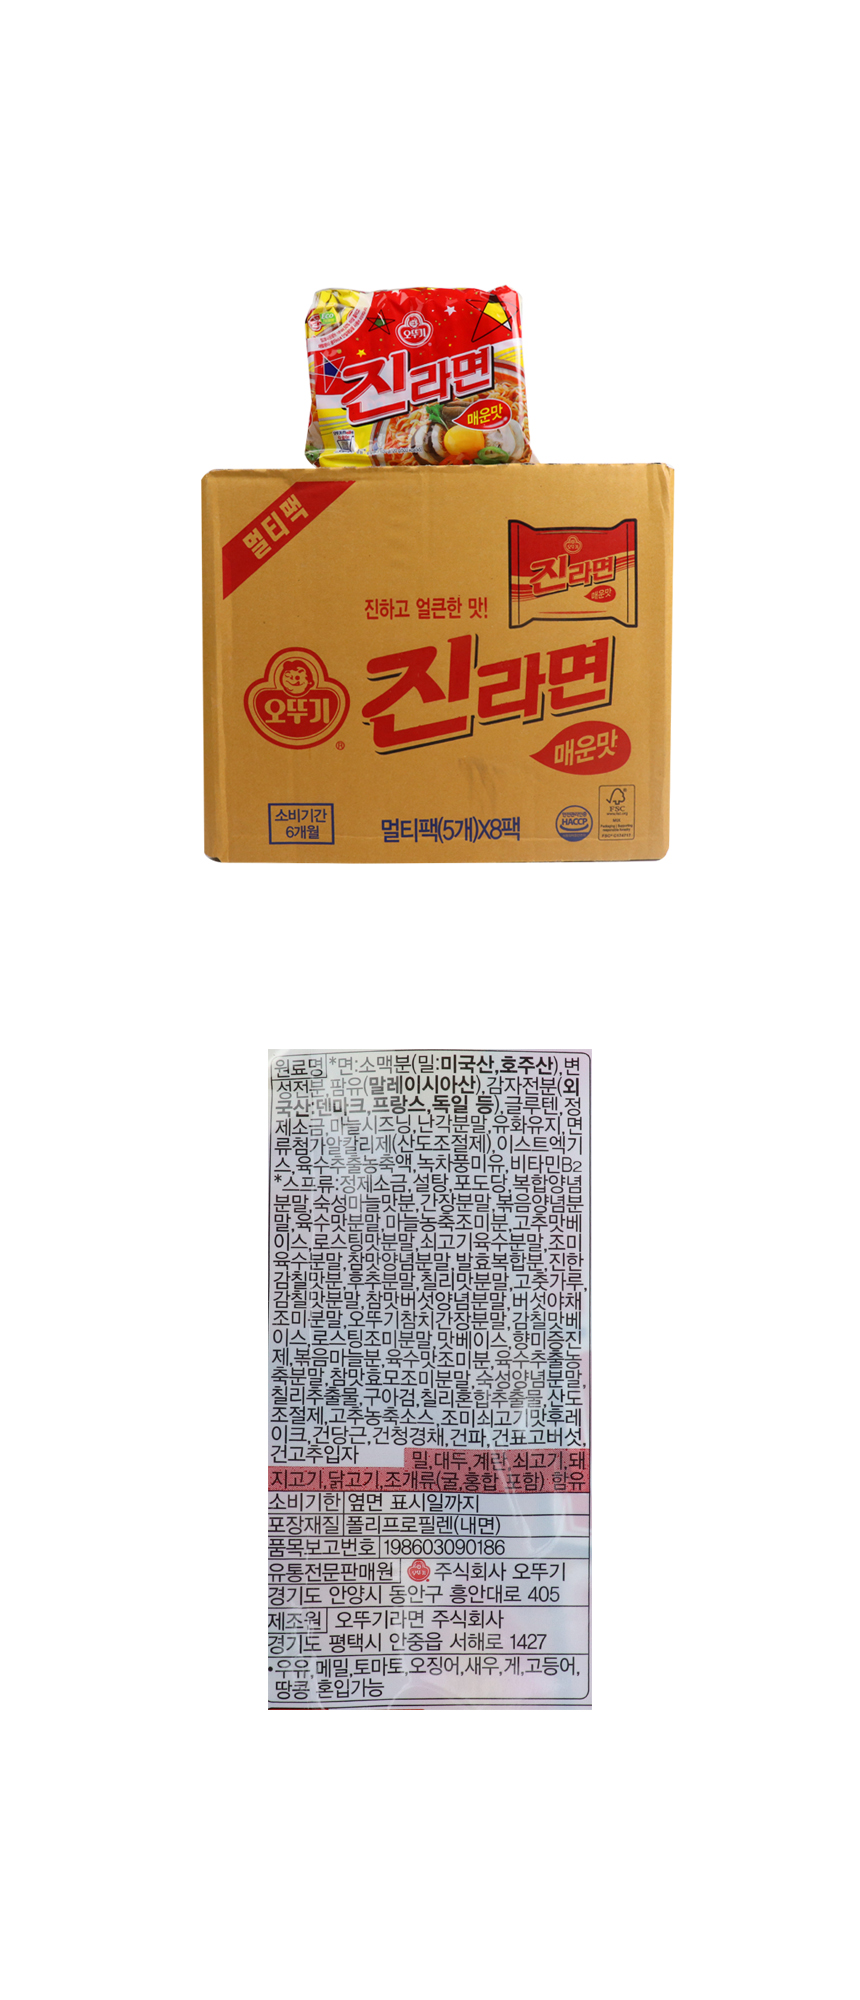 오뚜기
진라면
매운맛
멀티팩
오뚜기
진라면
매운맛
진하고 얼큰한 맛!
오뚜기
진라면
매운맛
소비기간
6개월
멀티팩(5개)X8팩
HACCP
FSC
원료명 *면:소맥분(밀:미국산,호주산),변
성전분,팜유(말레이시아산),감자전분(외
국산:덴마크,프랑스,독일 등),글루텐,정
제소금,마늘시즈닝,난각분말,유화유지,면
류첨가알칼리제(산도조절제),이스트엑기
스,육수추출농축액,녹차풍미유,비타민B2
*스프류:정제소금,설탕,포도당,복합양념
분말,숙성마늘맛분,간장분말,볶음양념분
말,육수맛분말,마늘농축조미분,고추맛베
이스,로스팅맛분말,쇠고기육수분말,조미
육수분말,참맛양념분말,발효복합분,진한
감칠맛분,후추분말,칠리맛분말,고춧가루,
감칠맛분말,참맛버섯양념분말,버섯야채
조미분말,오뚜기참치간장분말,감칠맛베
이스,로스팅조미분말,맛베이스,향미증진
제,볶음마늘분,육수맛조미분,육수추출농
축분말,참맛효모조미분말,숙성양념분말,
칠리추출물,구아검,칠리혼합추출물,산도
조절제,고추농축소스,조미쇠고기맛후레
이크,건당근,건청경채,건파,건표고버섯,
건고추입자 밀,대두,계란,쇠고기,돼
지고기,닭고기,조개류(굴,홍합 포함) 함유
소비기한 옆면 표시일까지
포장재질 폴리프로필렌(내면)
품목보고번호 198603090186
유통전문판매원 오뚜기 주식회사 오뚜기
경기도 안양시 동안구 흥안대로 405
제조원 오뚜기라면 주식회사
경기도 평택시 안중읍 서해로 1427
•우유,메밀,토마토,오징어,새우,게,고등어,
땅콩 혼입가능